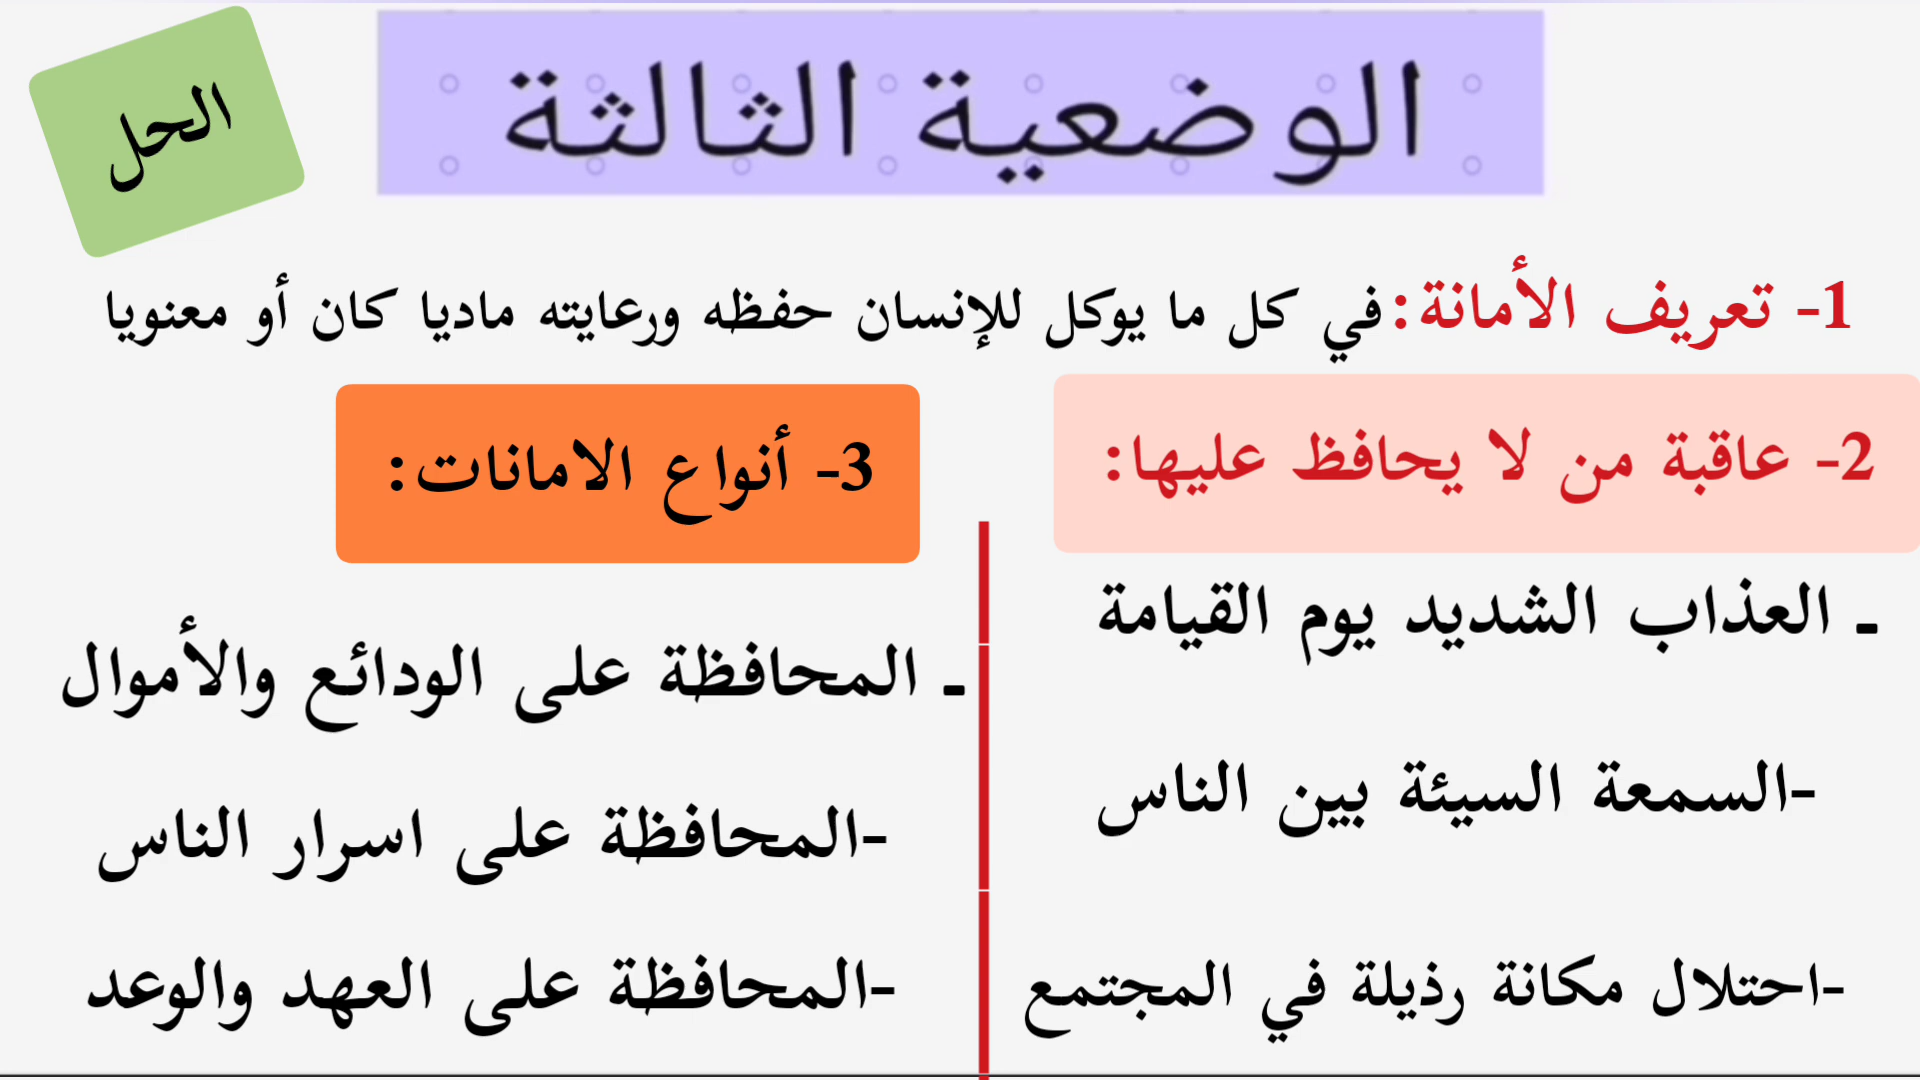 الوضعية الثالثة
الحل
1- تعريف الأمانة: في كل ما يوكل للإنسان حفظه ورعايته ماديا كان أو معنويا
2- عاقبة من لا يحافظ عليها:
ـ العذاب الشديد يوم القيامة
-السمعة السيئة بين الناس
-احتلال مكانة رذيلة في المجتمع
3- أنواع الامانات:
ـ المحافظة على الودائع والأموال
-المحافظة على اسرار الناس
-المحافظة على العهد والوعد